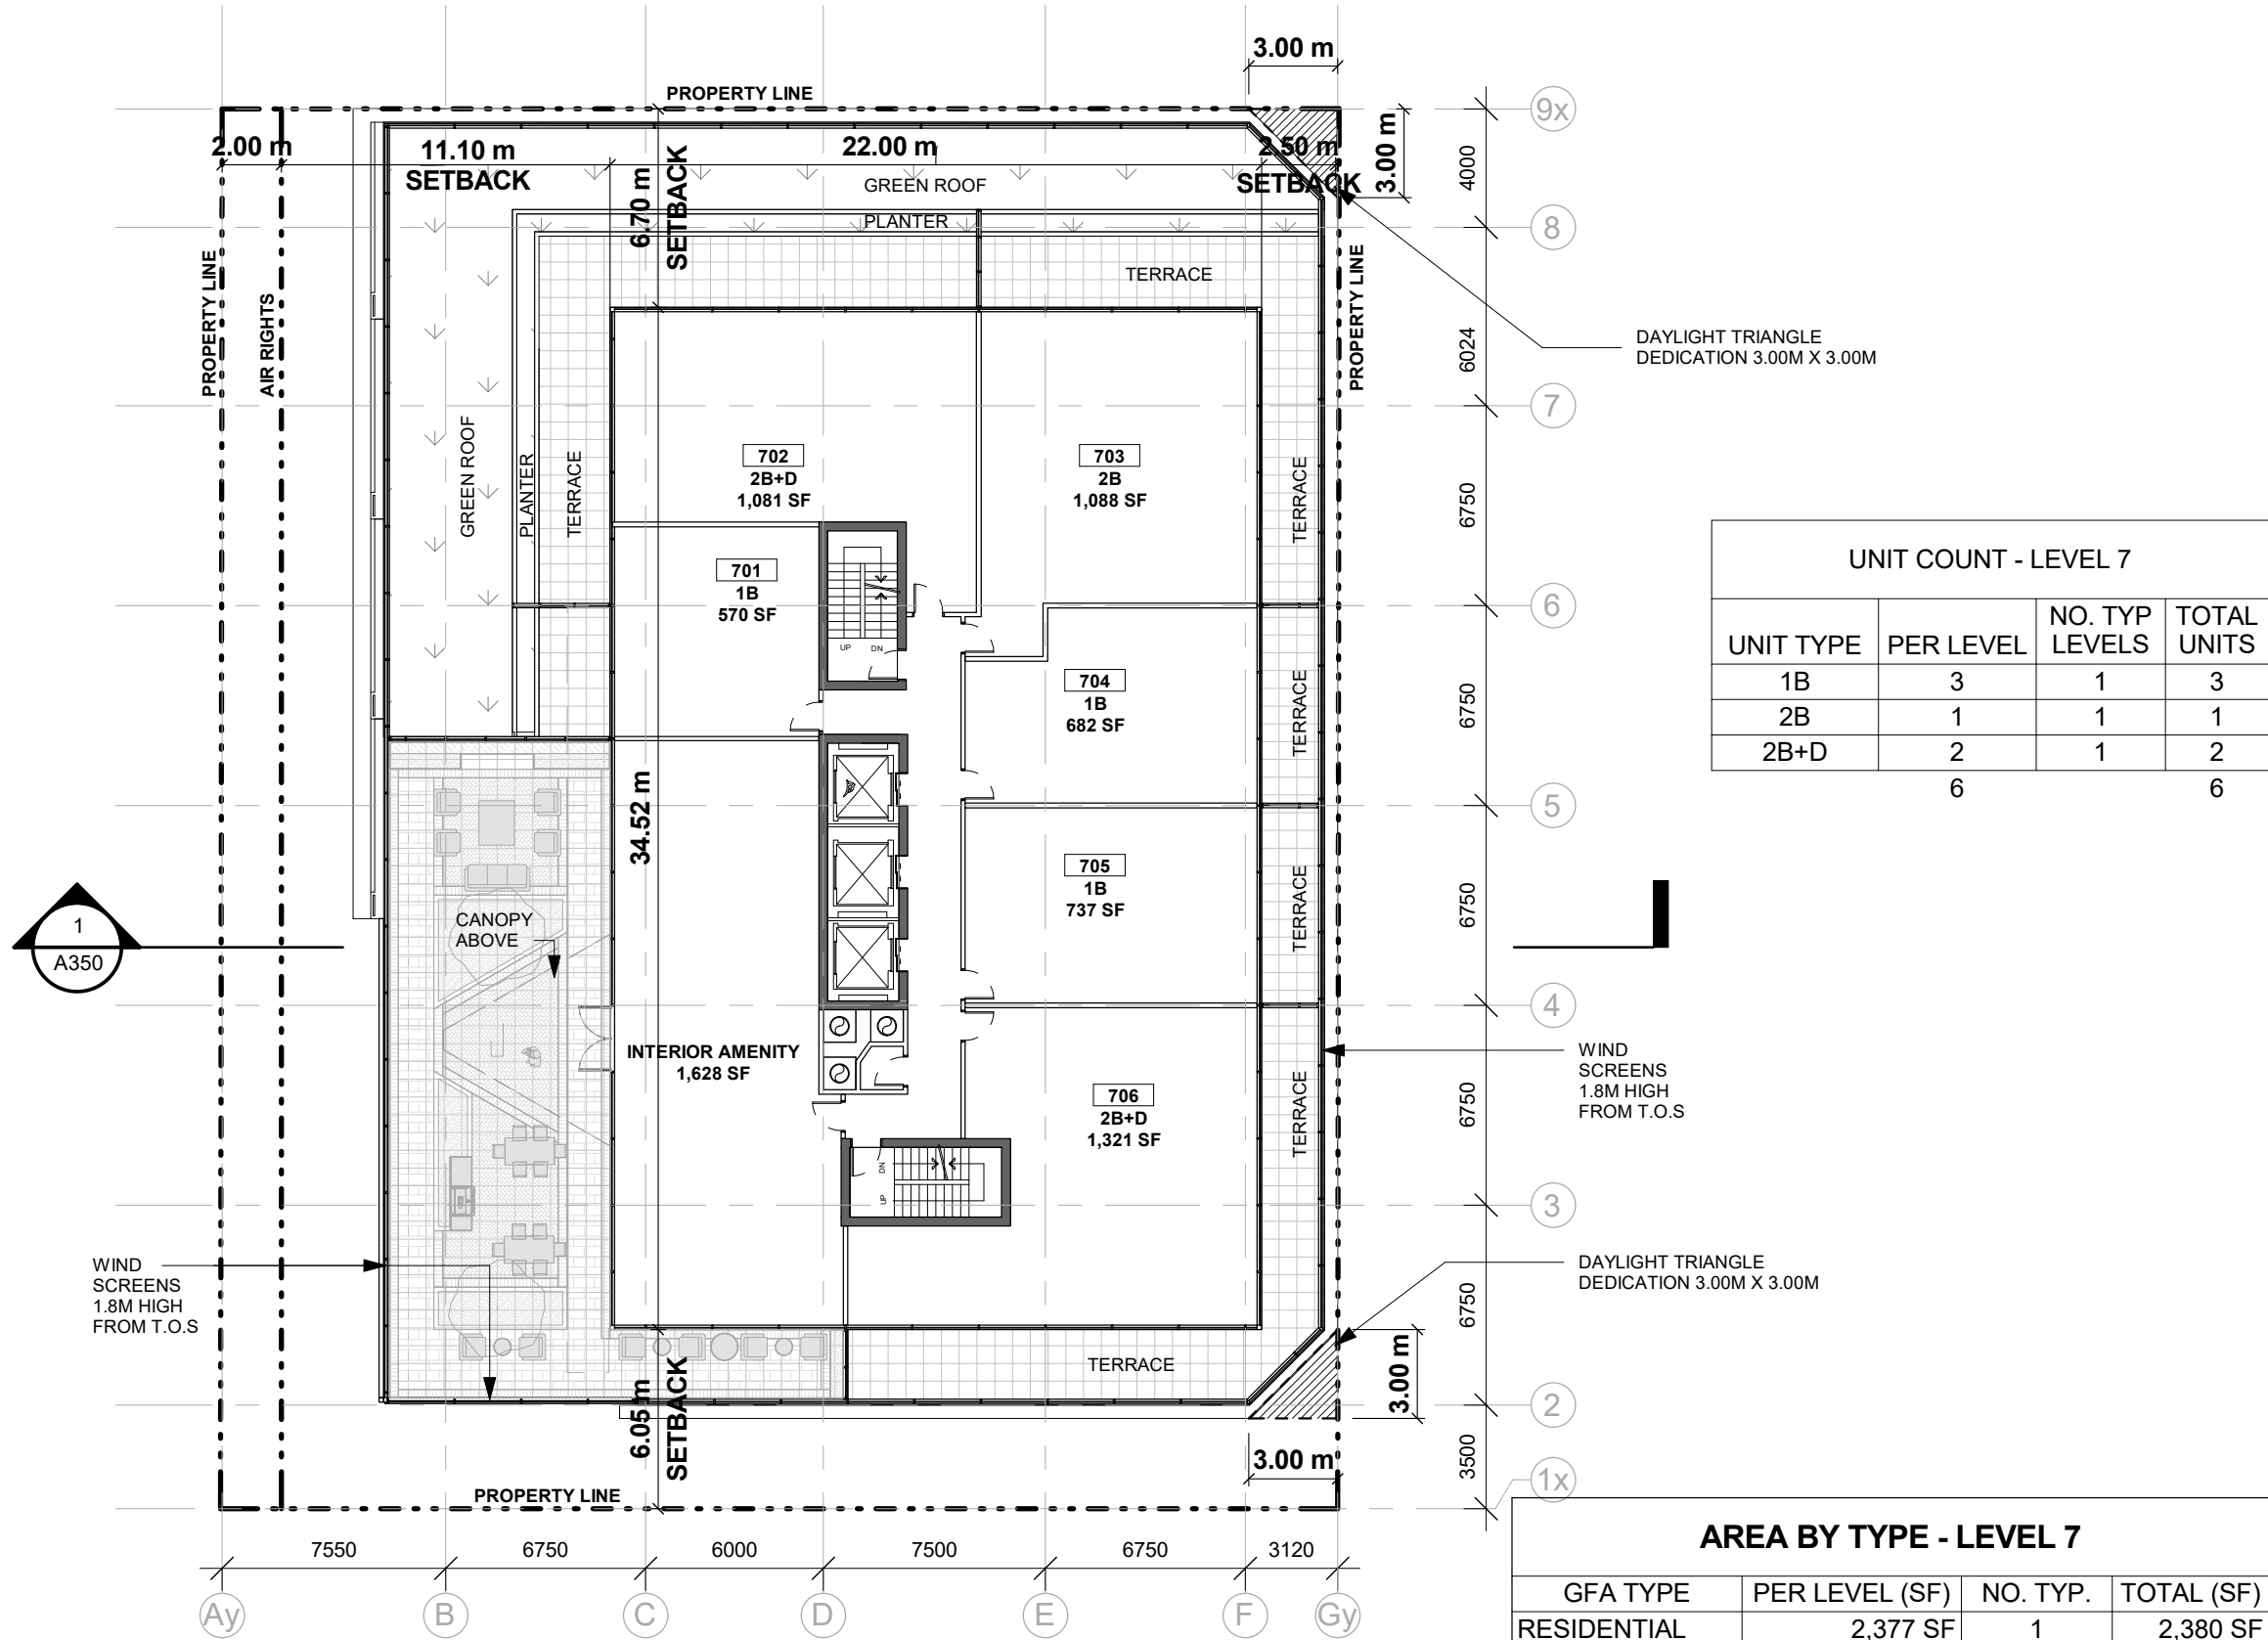 3.00 m
PROPERTY LINE
9x
2.00 m
11.10 m
SETBACK
22.00 m
2.50 m
SETBACK
3.00 m
4000
6.70 m
SETBACK
GREEN ROOF
PLANTER
8
TERRACE
PROPERTY LINE
AIR RIGHTS
PROPERTY LINE
6024
DAYLIGHT TRIANGLE
DEDICATION 3.00M X 3.00M
7
GREEN ROOF
PLANTER
TERRACE
702
2B+D
1,081 SF
703
2B
1,088 SF
TERRACE
6750
UNIT COUNT - LEVEL 7
UNIT TYPE PER LEVEL NO. TYP LEVELS TOTAL UNITS
1B 3 1 3
2B 1 1 1
2B+D 2 1 2
6 6
701
1B
570 SF
6
UP DN
704
1B
682 SF
TERRACE
6750
5
34.52 m
705
1B
737 SF
TERRACE
6750
CANOPY
ABOVE
1
A350
4
INTERIOR AMENITY
1,628 SF
WIND
SCREENS
1.8M HIGH
FROM T.O.S
706
2B+D
1,321 SF
TERRACE
6750
DN
UP
3
WIND
SCREENS
1.8M HIGH
FROM T.O.S
DAYLIGHT TRIANGLE
DEDICATION 3.00M X 3.00M
6750
TERRACE
3.00 m
2
6.05 m
SETBACK
3.00 m
3500
1x
PROPERTY LINE
7550
6750
6000
7500
6750
3120
Ay
B
C
D
E
F
Gy
AREA BY TYPE - LEVEL 7
GFA TYPE PER LEVEL (SF) NO. TYP. TOTAL (SF)
RESIDENTIAL 2,377 SF 1 2,380 SF